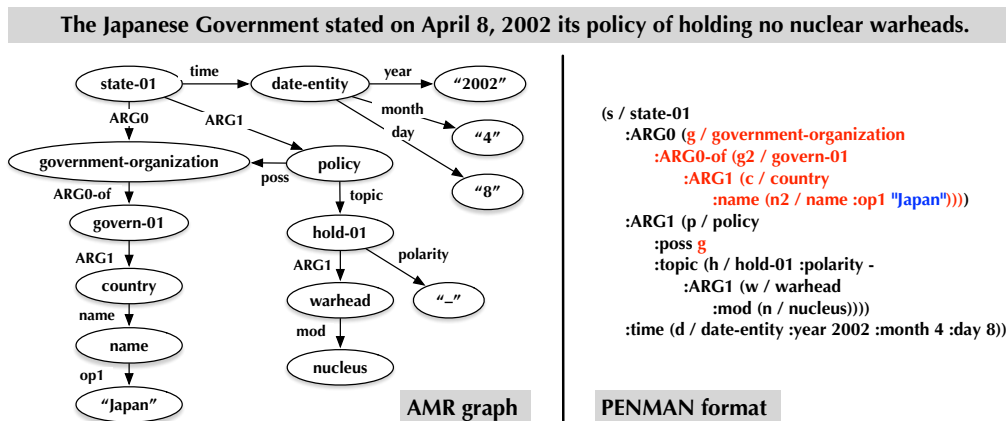 The Japanese Government stated on April 8, 2002 its policy of holding no nuclear warheads.
state-01
time
date-entity
year
“2002”
month
“4”
day
“8”
ARG0
ARG1
government-organization
poss
policy
ARG0-of
topic
govern-01
hold-01
ARG1
ARG1
polarity
country
warhead
“–”
name
mod
name
nucleus
op1
“Japan”
AMR graph
(s / state-01
:ARG0 (g / government-organization
:ARG0-of (g2 / govern-01
:ARG1 (c / country
:name (n2 / name :op1 "Japan"))))
:ARG1 (p / policy
:poss g
:topic (h / hold-01 :polarity -
:ARG1 (w / warhead
:mod (n / nucleus))))
:time (d / date-entity :year 2002 :month 4 :day 8))
PENMAN format